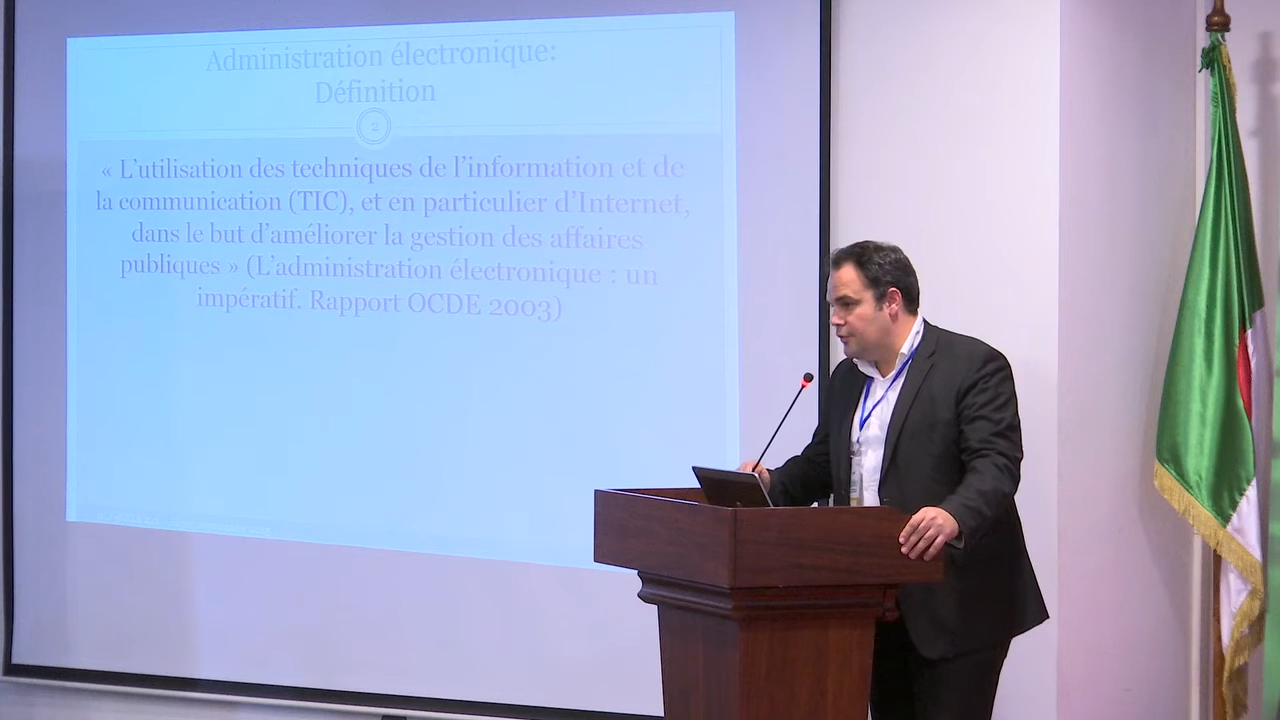 Administration électronique:
Définition
2
« L'utilisation des techniques de l'information et de
la communication (TIC), et en particulier d'Internet,
dans le but d'améliorer la gestion des affaires
publiques » (L'administration électronique : un
impératif. Rapport OCDE 2003)